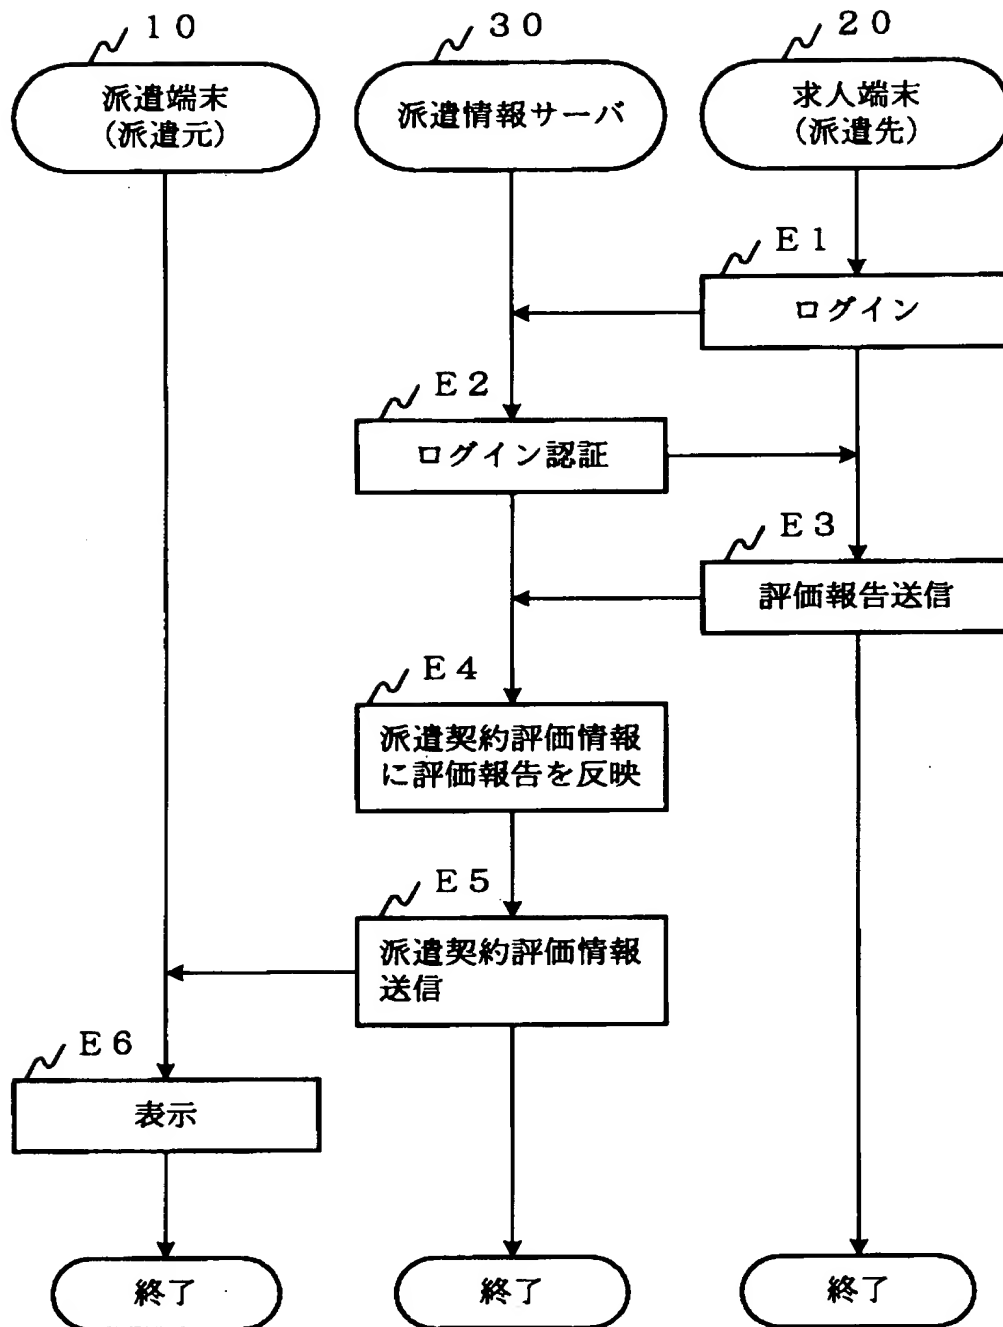 １０
３０
２０
派遣端末
(派遣元)
派遣情報サーバ
求人端末
(派遣先)
Ｅ１
ログイン
Ｅ２
ログイン認証
Ｅ３
評価報告送信
Ｅ４
派遣契約評価情報
に評価報告を反映
Ｅ５
派遣契約評価情報
送信
Ｅ６
表示
終了
終了
終了